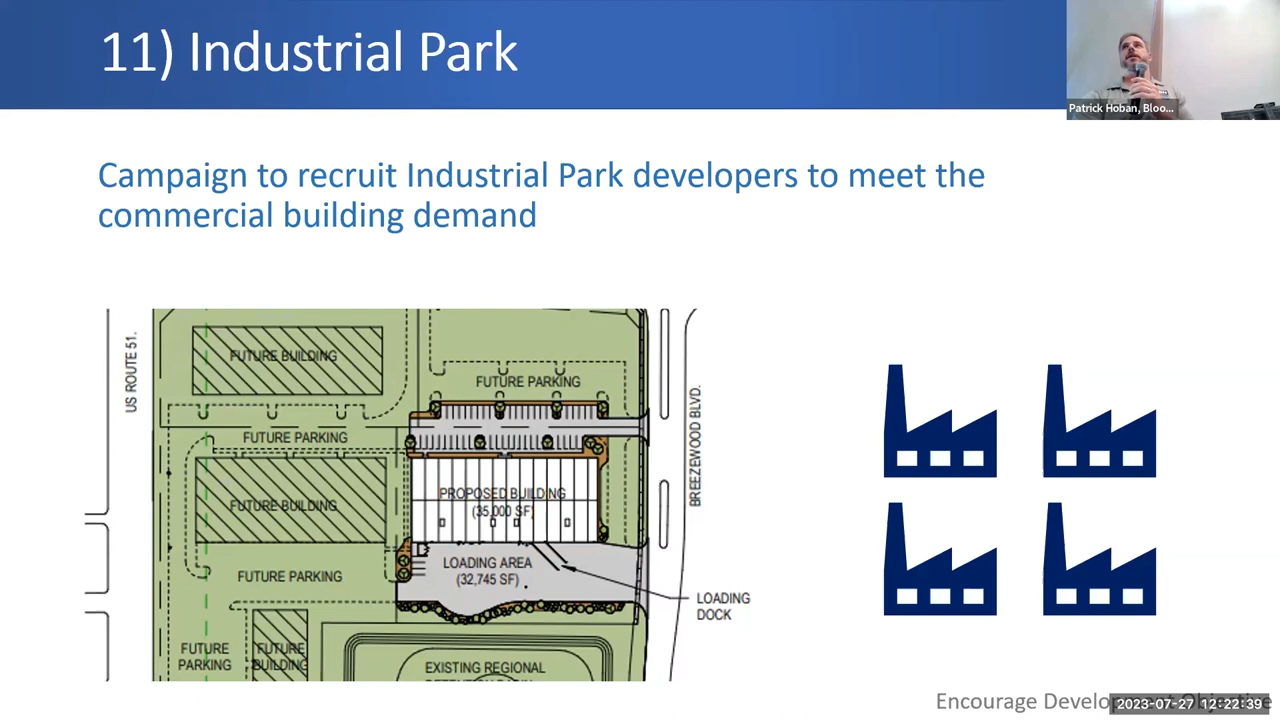 11) Industrial Park
Patrick Hoban, Bloo...
Campaign to recruit Industrial Park developers to meet the
commercial building demand
US ROUTE 51.
FUTURE BUILDING
FUTURE PARKING
FUTURE PARKING
BREEZEWOOD BLVD.
PROPOSED BUILDING
(35,000 SF)
FUTURE BUILDING
LOADING AREA
(32,745 SF)
FUTURE PARKING
LOADING
DOCK
FUTURE
PARKING
FUTURE
BUILDING
EXISTING REGIONAL
Encourage Development Objective
2023-07-27 12:22:39